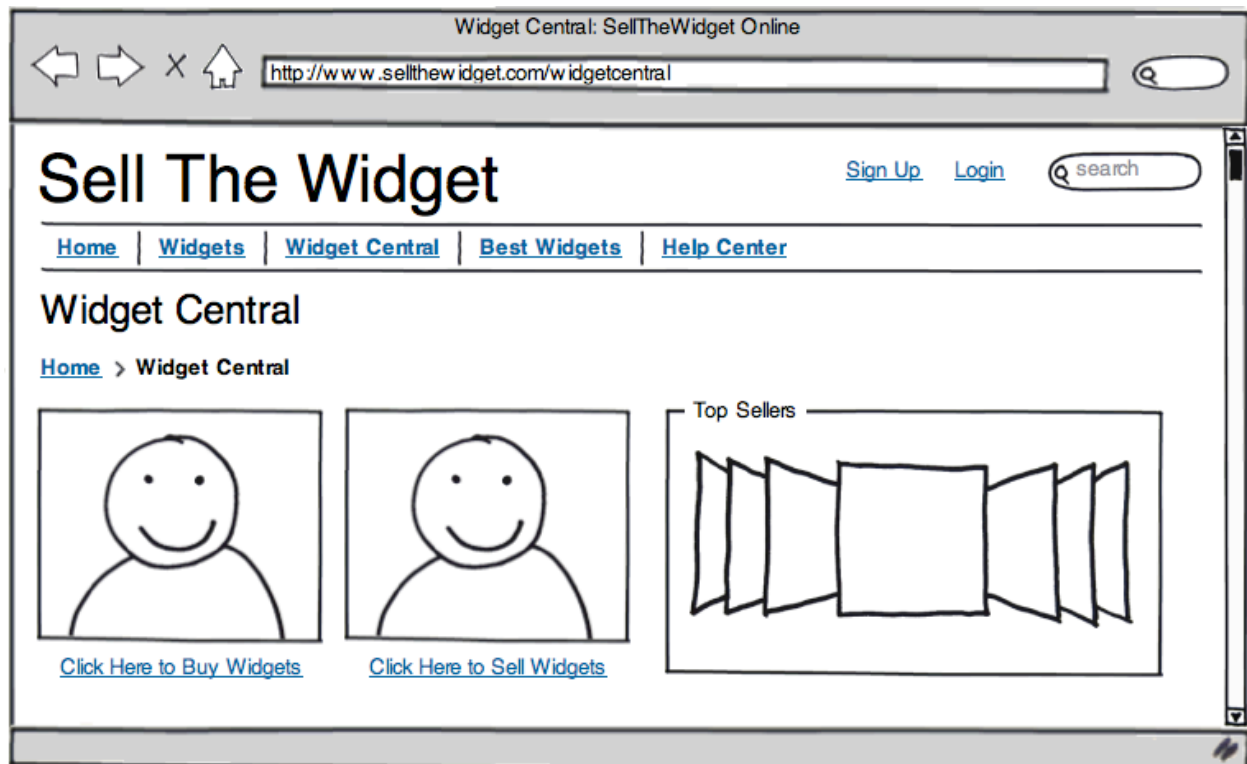 Widget Central: SellTheWidget Online
http://www.sellthewidget.com/widgetcentral
Sell The Widget
Sign Up Login search
Home Widgets Widget Central Best Widgets Help Center
Widget Central
Home > Widget Central
Top Sellers
Click Here to Buy Widgets
Click Here to Sell Widgets